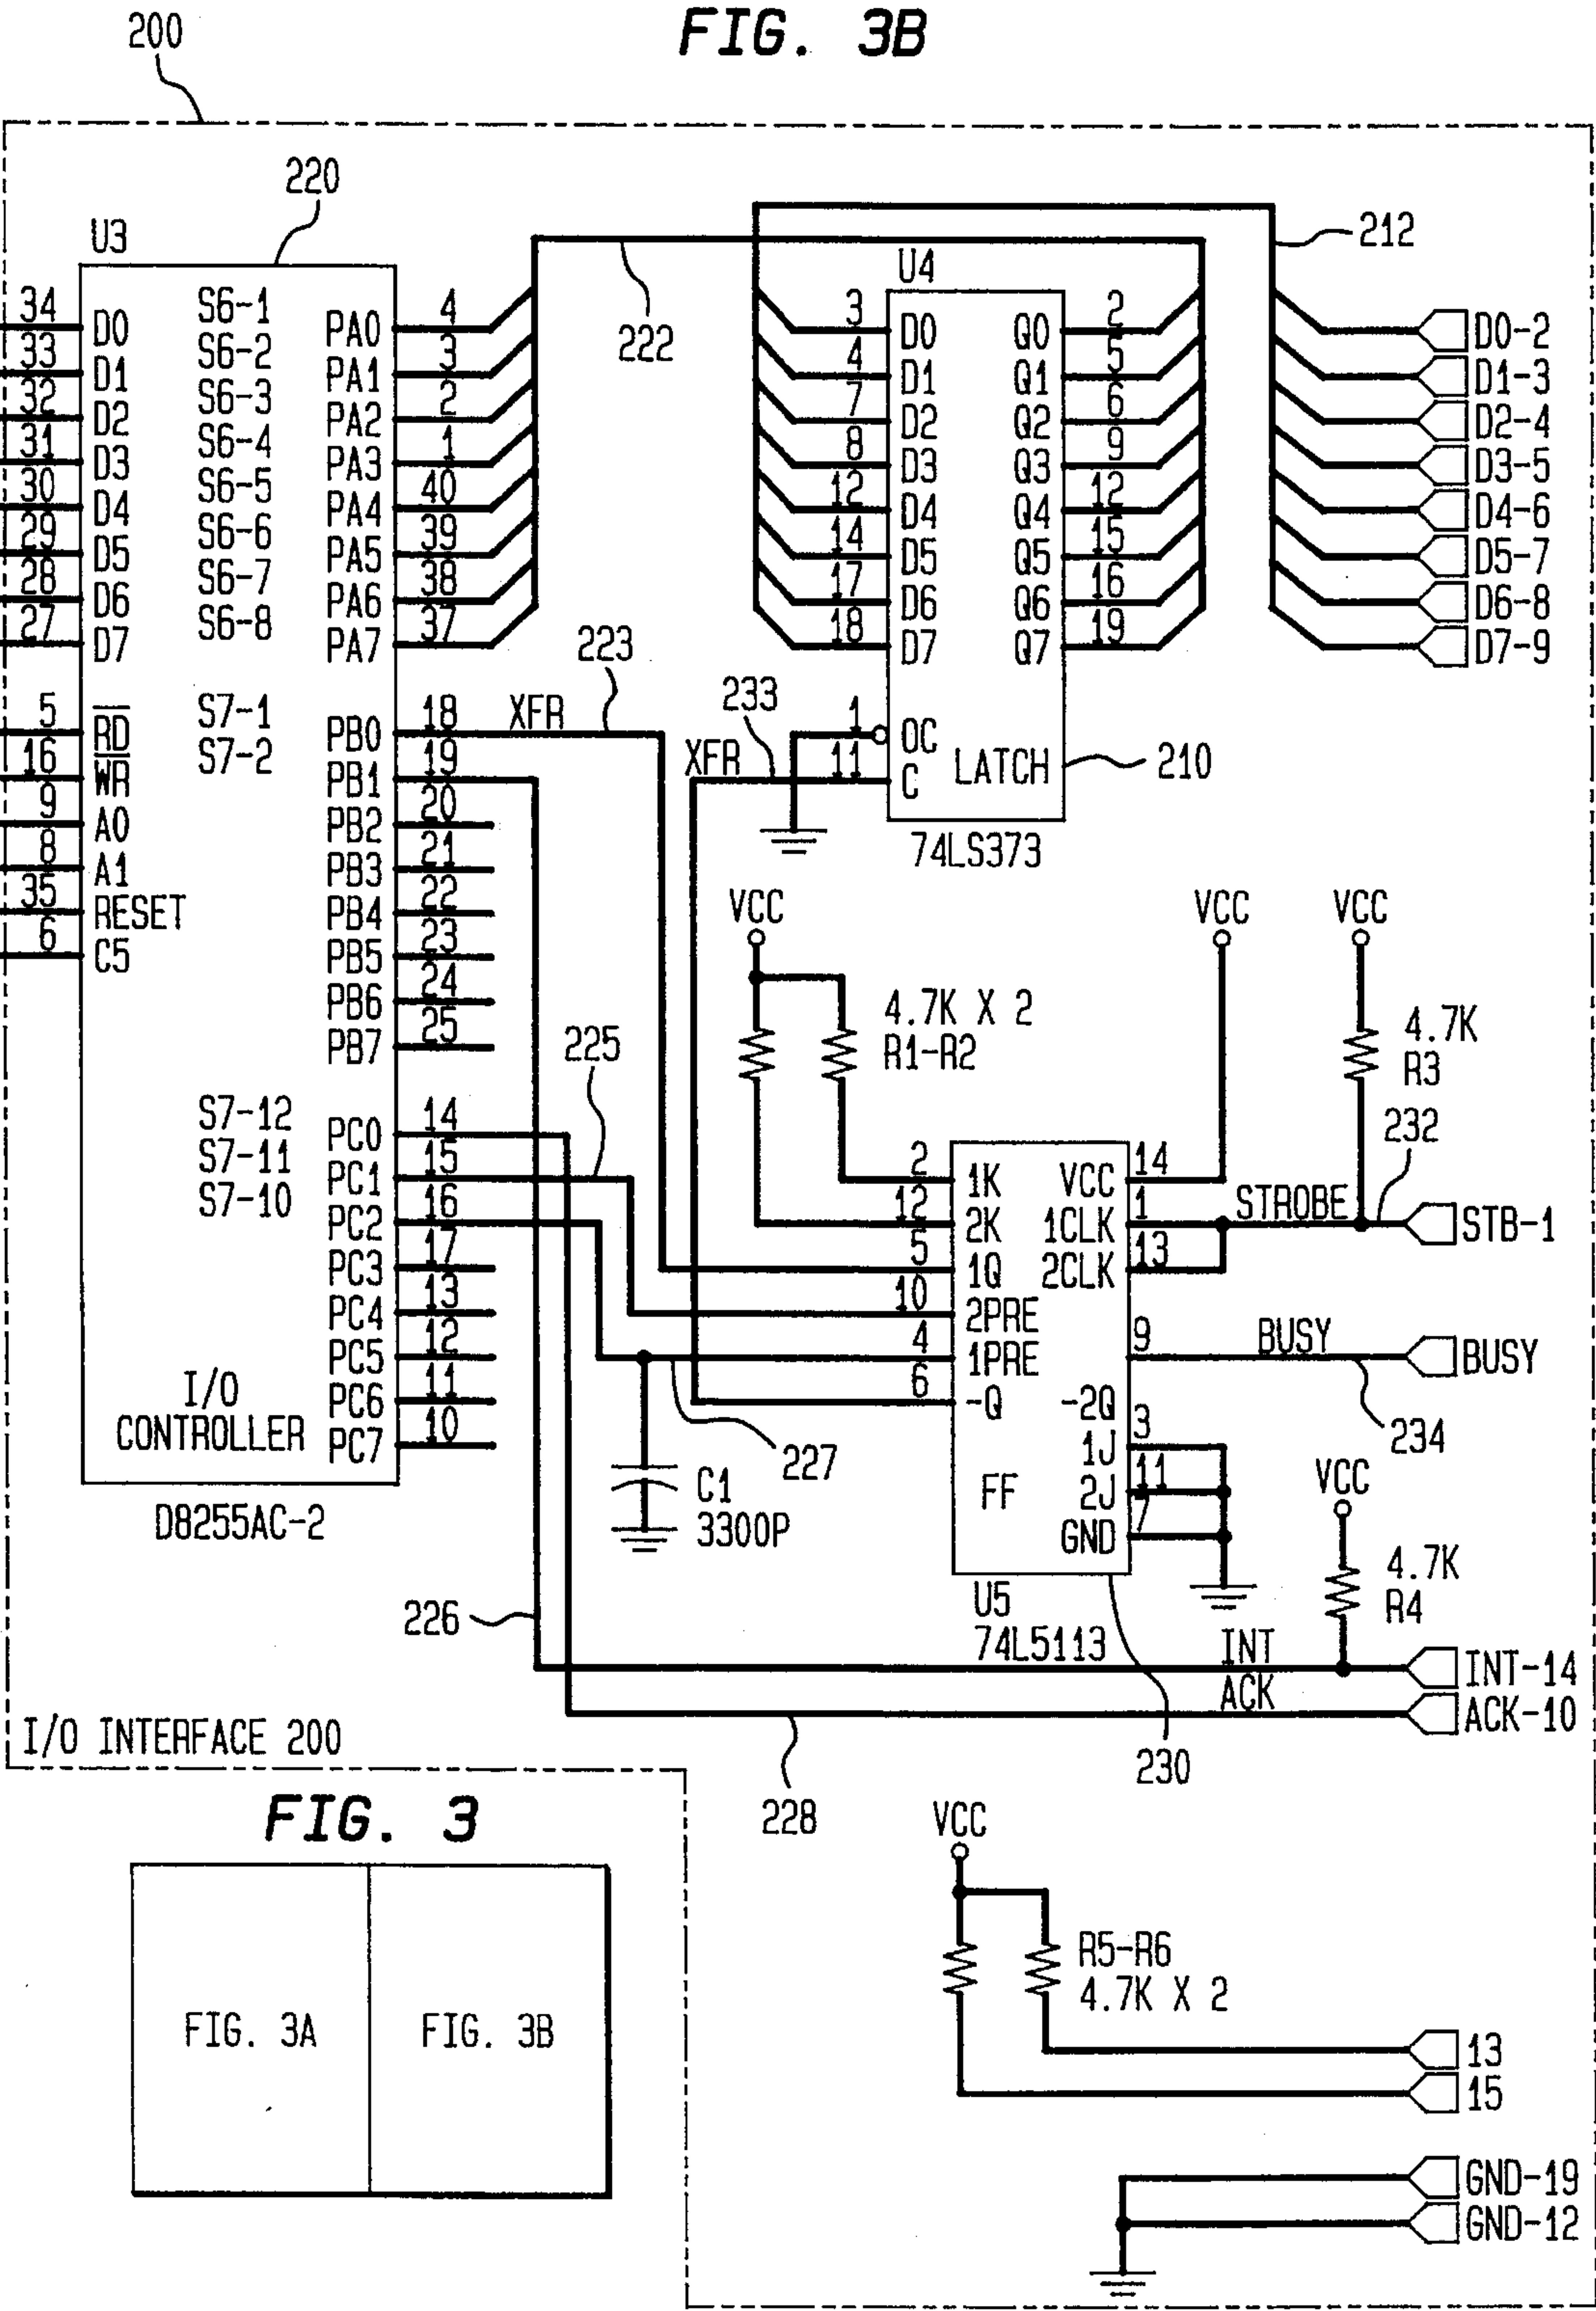 FIG. 3B
200
220
U3
34 D0 S6-1 PA0 4
33 D1 S6-2 PA1 3
32 D2 S6-3 PA2 2
31 D3 S6-4 PA3 1
30 D4 S6-5 PA4 40
29 D5 S6-6 PA5 39
28 D6 S6-7 PA6 38
27 D7 S6-8 PA7 37
5 RD S7-1 PB0 18 XFR 223
16 WR S7-2 PB1 19
9 A0 PB2 20
8 A1 PB3 21
35 RESET PB4 22
6 C5 PB5 23
PB6 24
PB7 25
225
S7-12 PC0 14
S7-11 PC1 15
S7-10 PC2 16
PC3 17
PC4 13
PC5 12
PC6 11
PC7 10
I/O
CONTROLLER
D8255AC-2
222
212
U4
3 D0 Q0 2
4 D1 Q1 5
7 D2 Q2 6
8 D3 Q3 9
12 D4 Q4 12
14 D5 Q5 15
17 D6 Q6 16
18 D7 Q7 19
233
1 OC
XFR 11 C
LATCH 210
74LS373
D0-2
D1-3
D2-4
D3-5
D4-6
D5-7
D6-8
D7-9
VCC
VCC
VCC
4.7K X 2
R1-R2
4.7K
R3
232
2 1K VCC 14
12 2K 1CLK 1 STROBE STB-1
5 1Q 2CLK 13
10 2PRE
4 1PRE 9 BUSY BUSY
6 -Q -2Q
234
1J 3
2J 11
GND 7
FF
U5
74L5113
227
C1
3300P
VCC
4.7K
R4
226
INT INT-14
ACK ACK-10
I/O INTERFACE 200
230
228
FIG. 3
FIG. 3A FIG. 3B
VCC
R5-R6
4.7K X 2
13
15
GND-19
GND-12